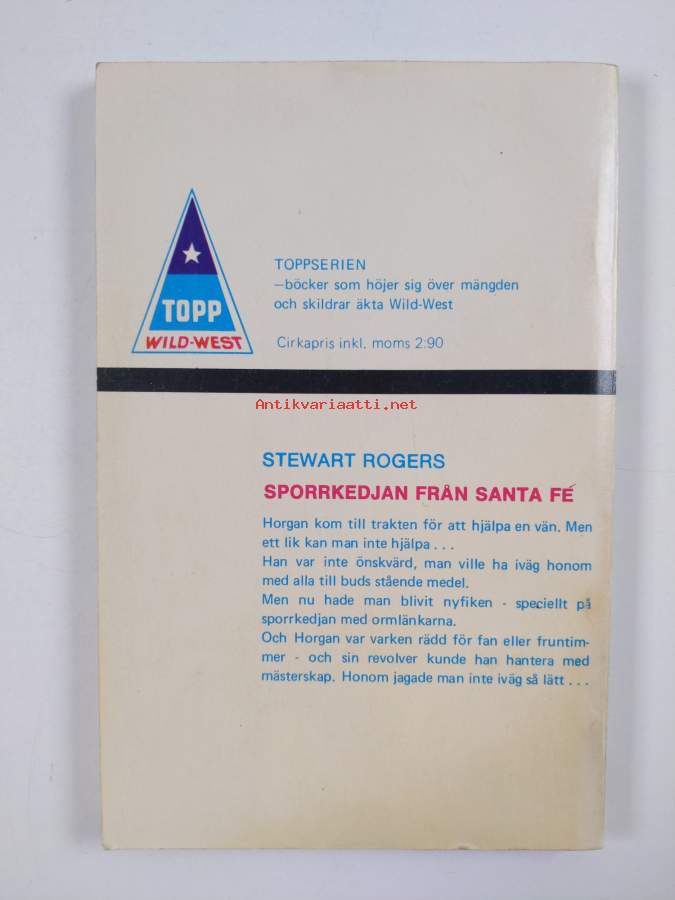 TOPP
WILD-WEST
TOPPSERIEN
—böcker som höjer sig över mängden
och skildrar äkta Wild-West
Cirkapris inkl. moms 2:90
Antikvariaatti.net
STEWART ROGERS
SPORRKEDJAN FRÅN SANTA FÉ
Horgan kom till trakten för att hjälpa en vän. Men
ett lik kan man inte hjälpa . . .
Han var inte önskvärd, man ville ha iväg honom
med alla till buds stående medel.
Men nu hade man blivit nyfiken - speciellt på
sporrkedjan med ormlänkarna.
Och Horgan var varken rädd för fan eller fruntim-
mer - och sin revolver kunde han hantera med
mästerskap. Honom jagade man inte iväg så lätt . . .